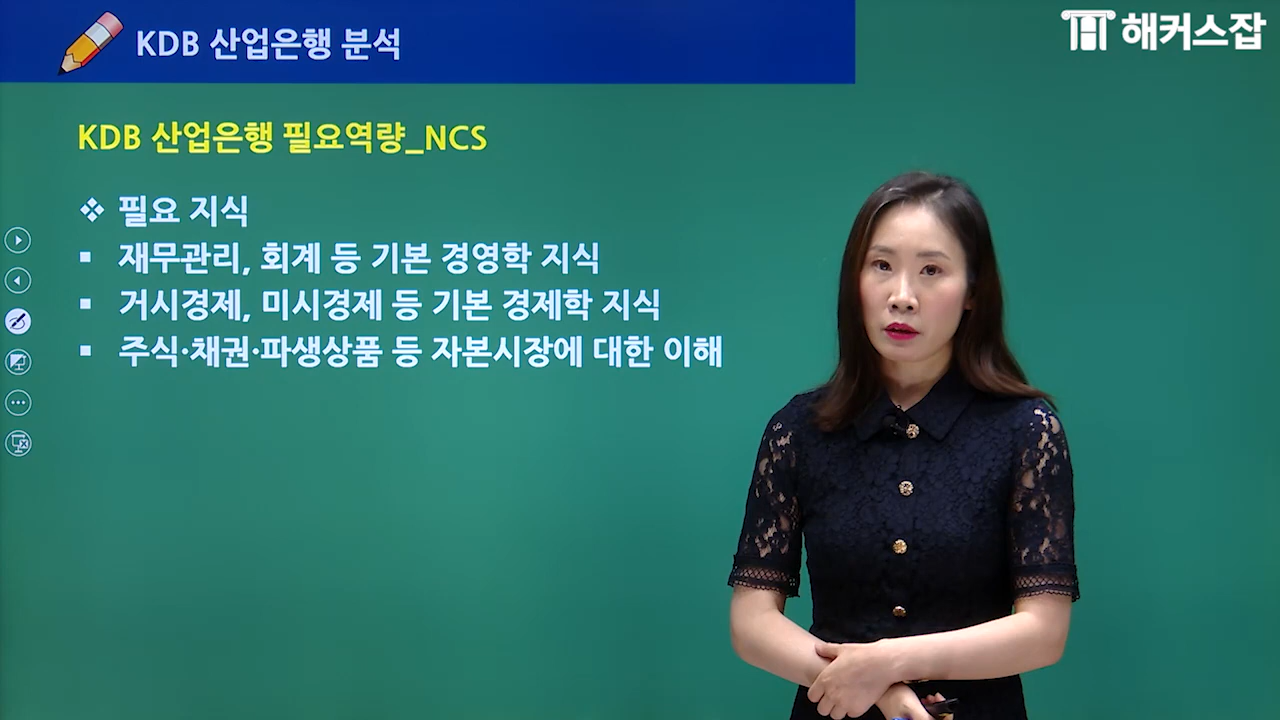 KDB 산업은행 분석
해커스잡
KDB 산업은행 필요역량_NCS
❖ 필요 지식
▪ 재무관리, 회계 등 기본 경영학 지식
▪ 거시경제, 미시경제 등 기본 경제학 지식
▪ 주식·채권·파생상품 등 자본시장에 대한 이해